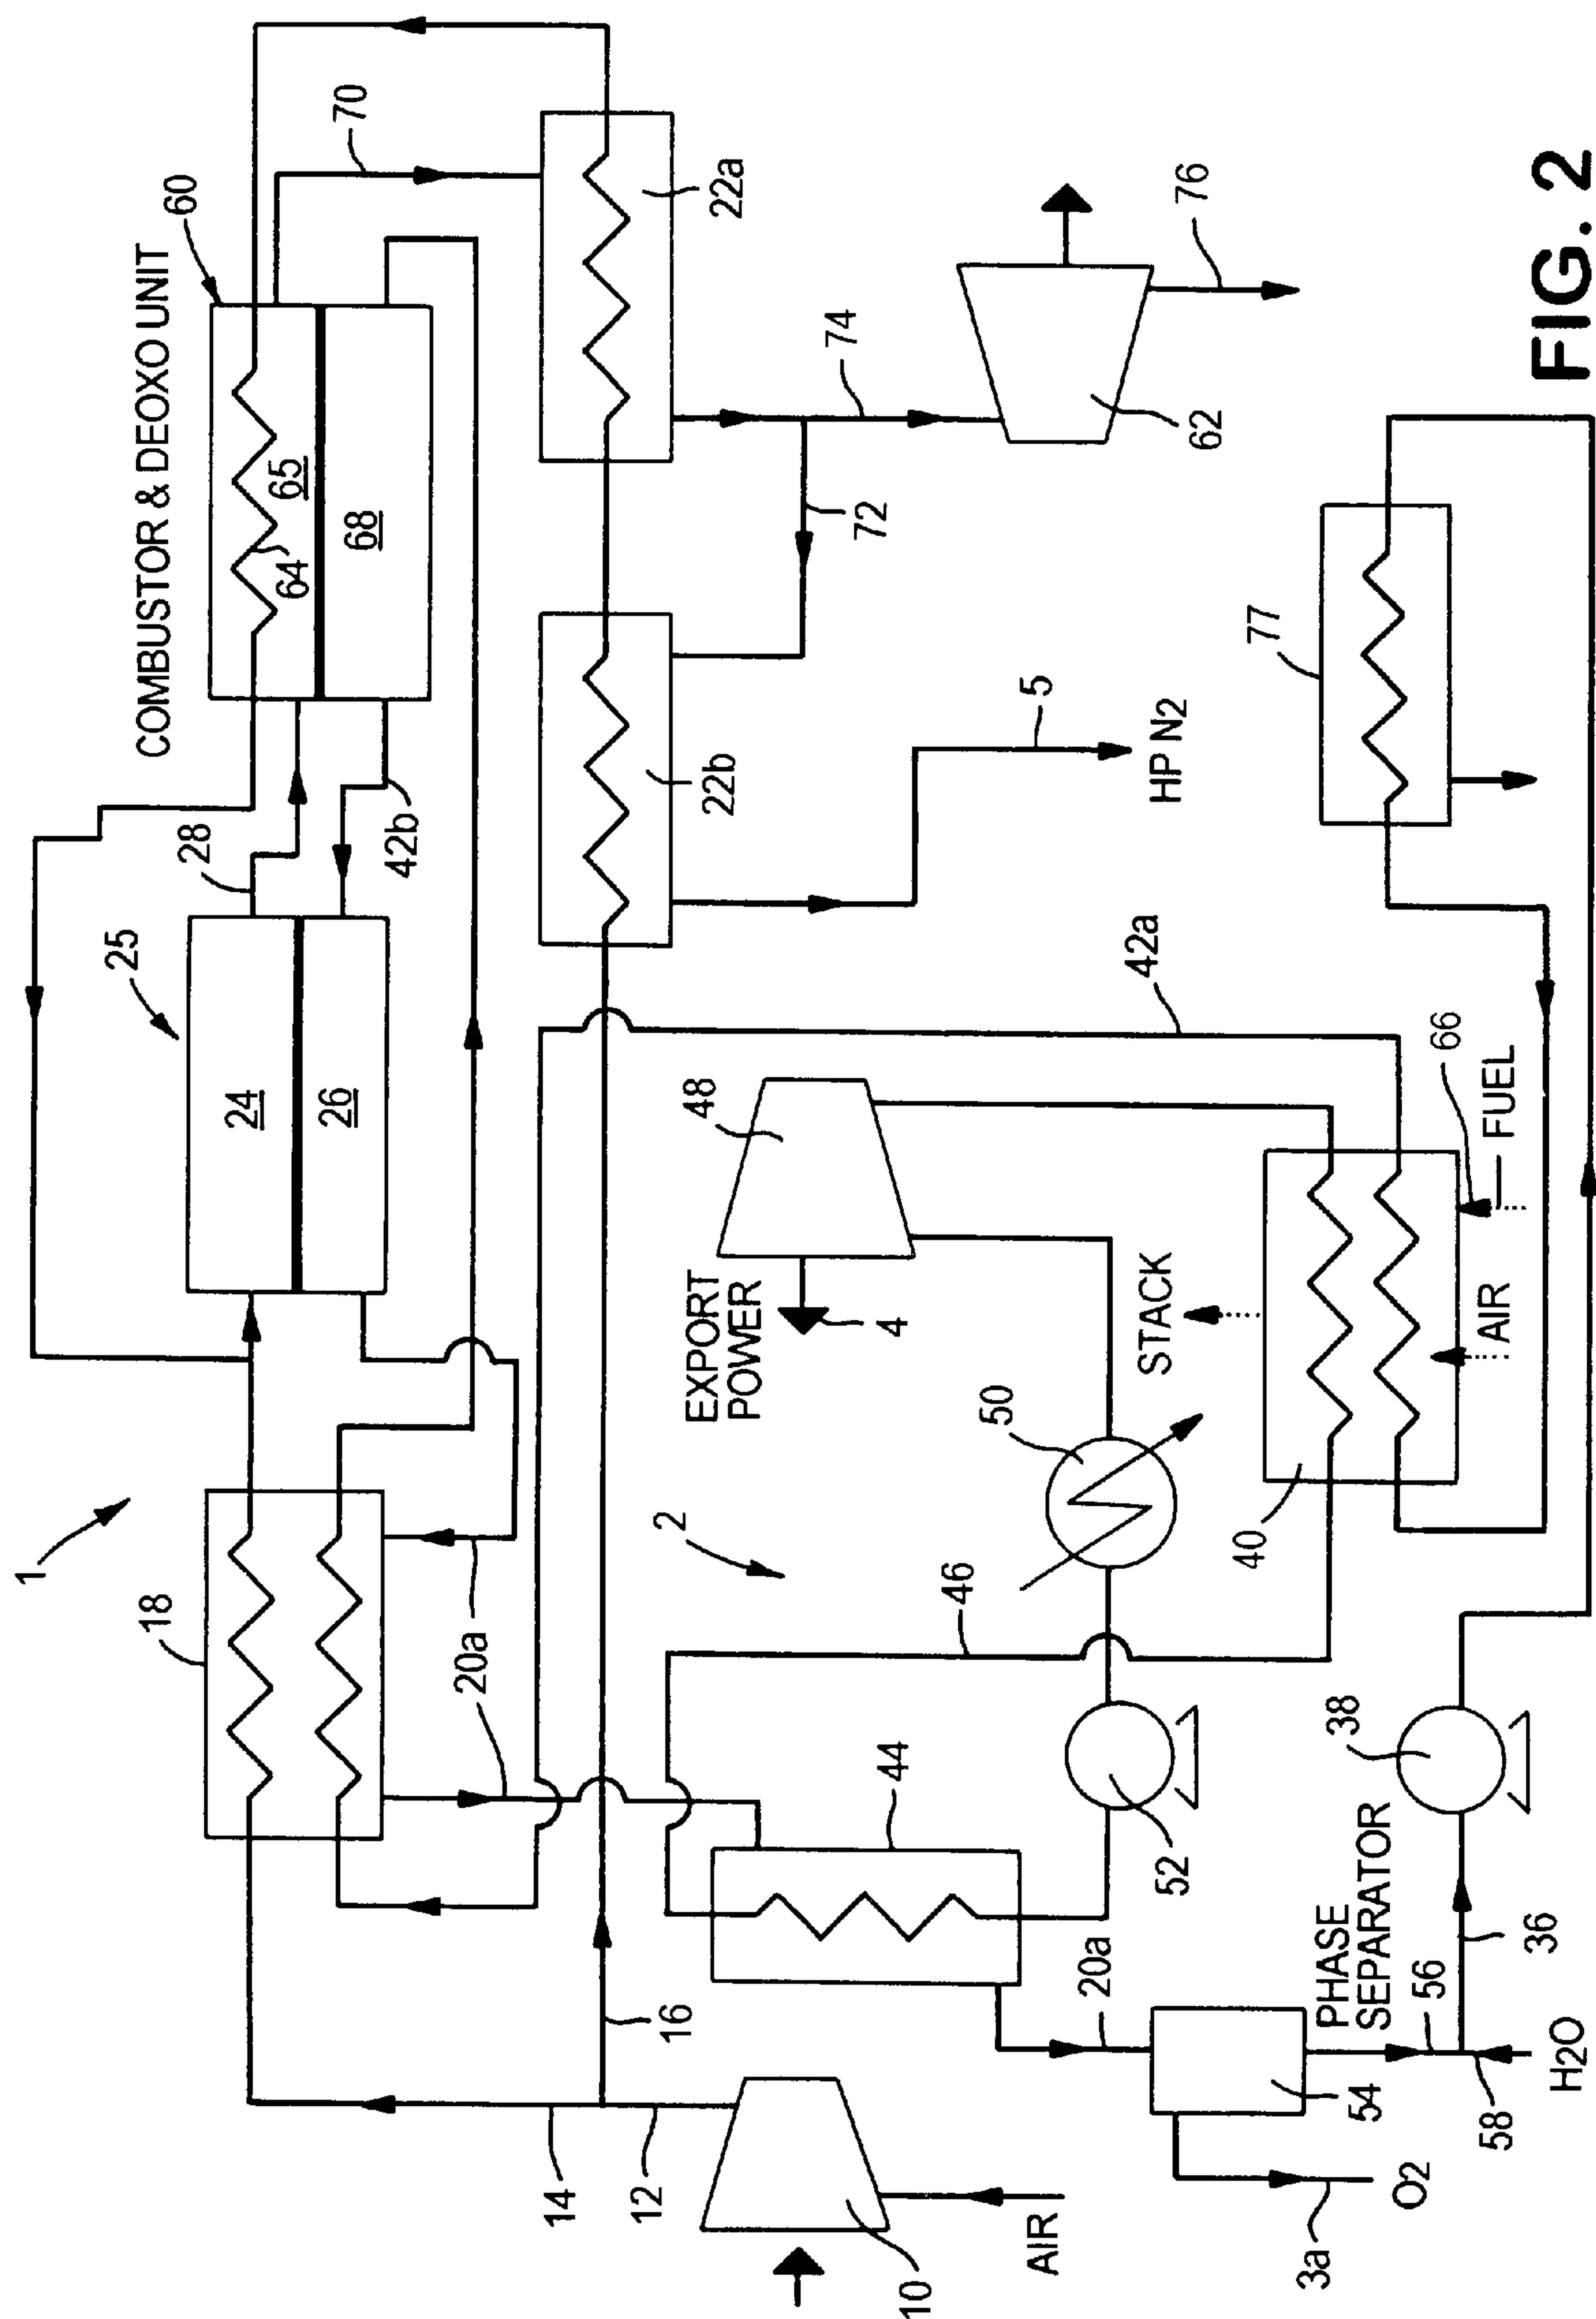 1
18
20a
20a
14
12
16
10
AIR
25
24
26
28
42b
COMBUSTOR & DEOXO UNIT
60
64
65
68
70
22a
22b
72
74
62
76
5
HP N2
2
44
46
52
50
48
EXPORT
POWER
4
STACK
42a
40
AIR
FUEL
66
77
20a
PHASE
SEPARATOR
54
56
58
H2O
36
38
3a
O2
FIG. 2